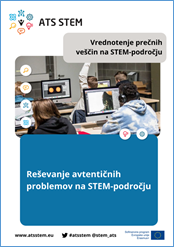 ATS STEM
Vrednotenje prečnih
veščin na STEM-področju
Reševanje avtentičnih
problemov na STEM-področju
www.atsstem.eu
#atsstem @stem_ats